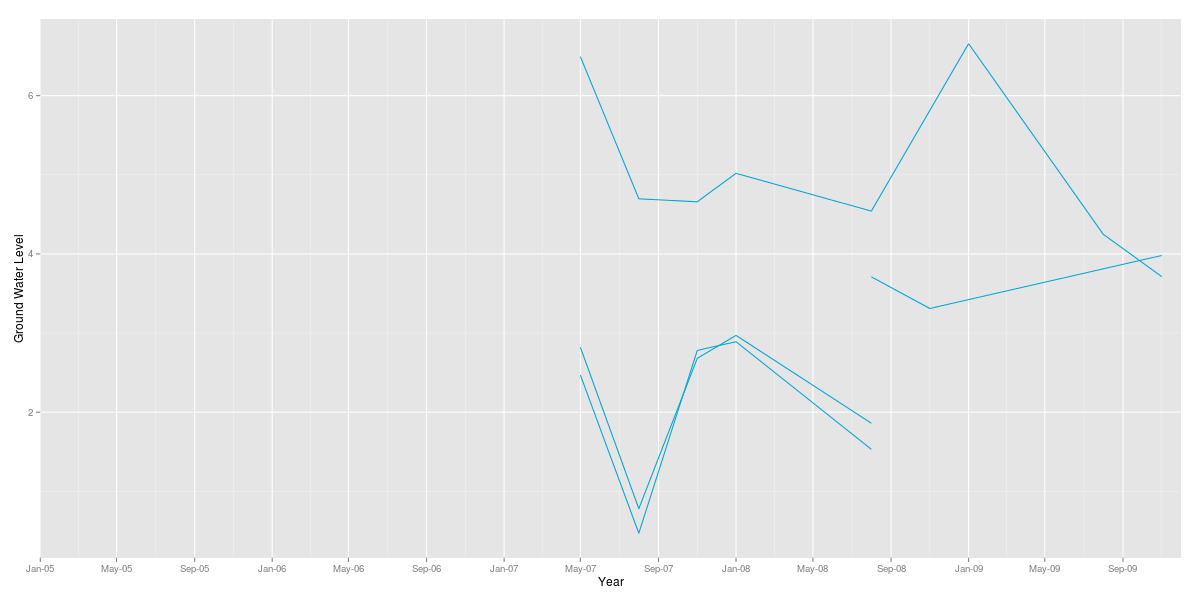 Ground Water Level
6
4
2
Jan-05 May-05 Sep-05 Jan-06 May-06 Sep-06 Jan-07 May-07 Sep-07 Jan-08 May-08 Sep-08 Jan-09 May-09 Sep-09
Year